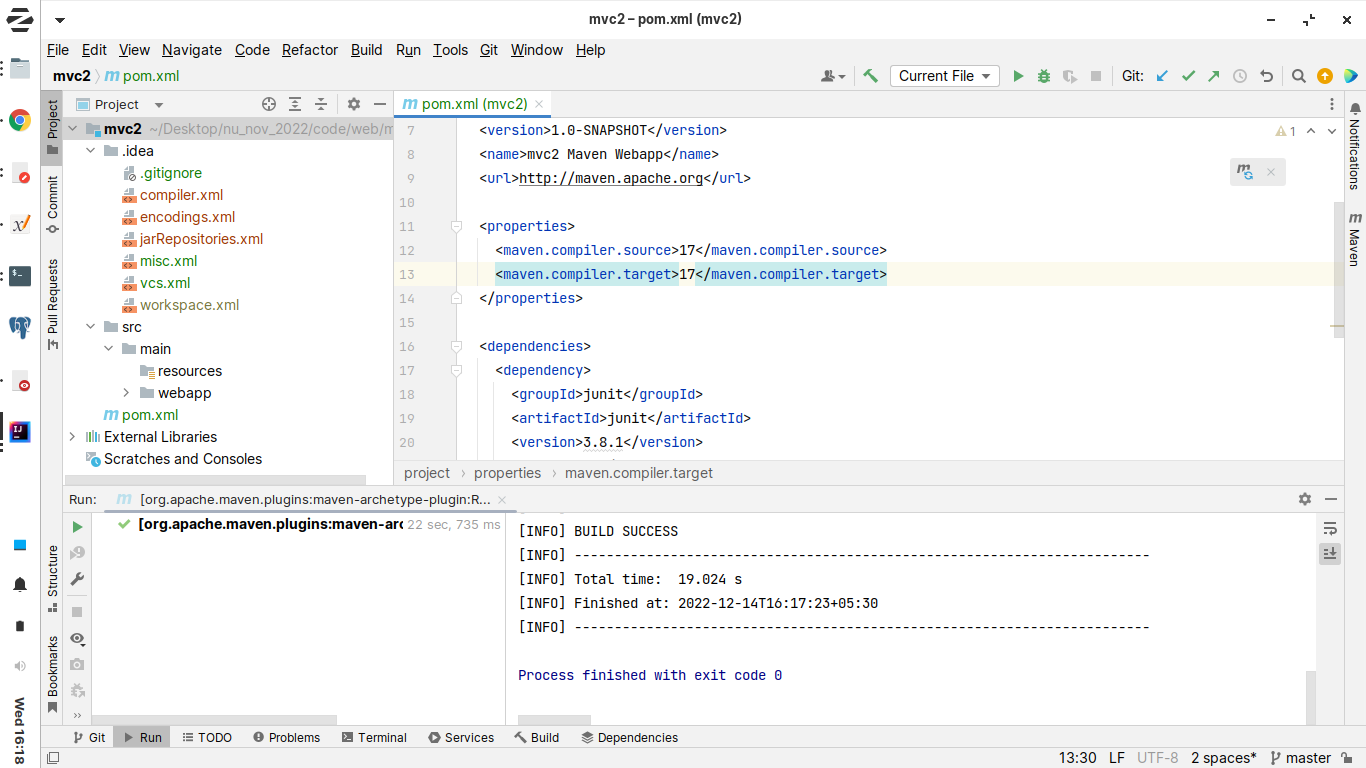 mvc2 – pom.xml (mvc2)
File Edit View Navigate Code Refactor Build Run Tools Git Window Help
mvc2 pom.xml
Current File
Git:
Project
pom.xml (mvc2)
Project
Commit
Pull Requests
Structure
Bookmarks
mvc2 ~/Desktop/nu_nov_2022/code/web/m
.idea
.gitignore
compiler.xml
encodings.xml
jarRepositories.xml
misc.xml
vcs.xml
workspace.xml
src
main
resources
webapp
pom.xml
External Libraries
Scratches and Consoles
7 <version>1.0-SNAPSHOT</version>
8 <name>mvc2 Maven Webapp</name>
9 <url>http://maven.apache.org</url>
10
11 <properties>
12 <maven.compiler.source>17</maven.compiler.source>
13 <maven.compiler.target>17</maven.compiler.target>
14 </properties>
15
16 <dependencies>
17 <dependency>
18 <groupId>junit</groupId>
19 <artifactId>junit</artifactId>
20 <version>3.8.1</version>
1
Notifications
m Maven
project › properties › maven.compiler.target
Run: [org.apache.maven.plugins:maven-archetype-plugin:R...
[org.apache.maven.plugins:maven-arc 22 sec, 735 ms
[INFO] BUILD SUCCESS
[INFO] ------------------------------------------------------------------------
[INFO] Total time:  19.024 s
[INFO] Finished at: 2022-12-14T16:17:23+05:30
[INFO] ------------------------------------------------------------------------
Process finished with exit code 0
Git Run TODO Problems Terminal Services Build Dependencies
13:30 LF UTF-8 2 spaces* master
Wed 16:18